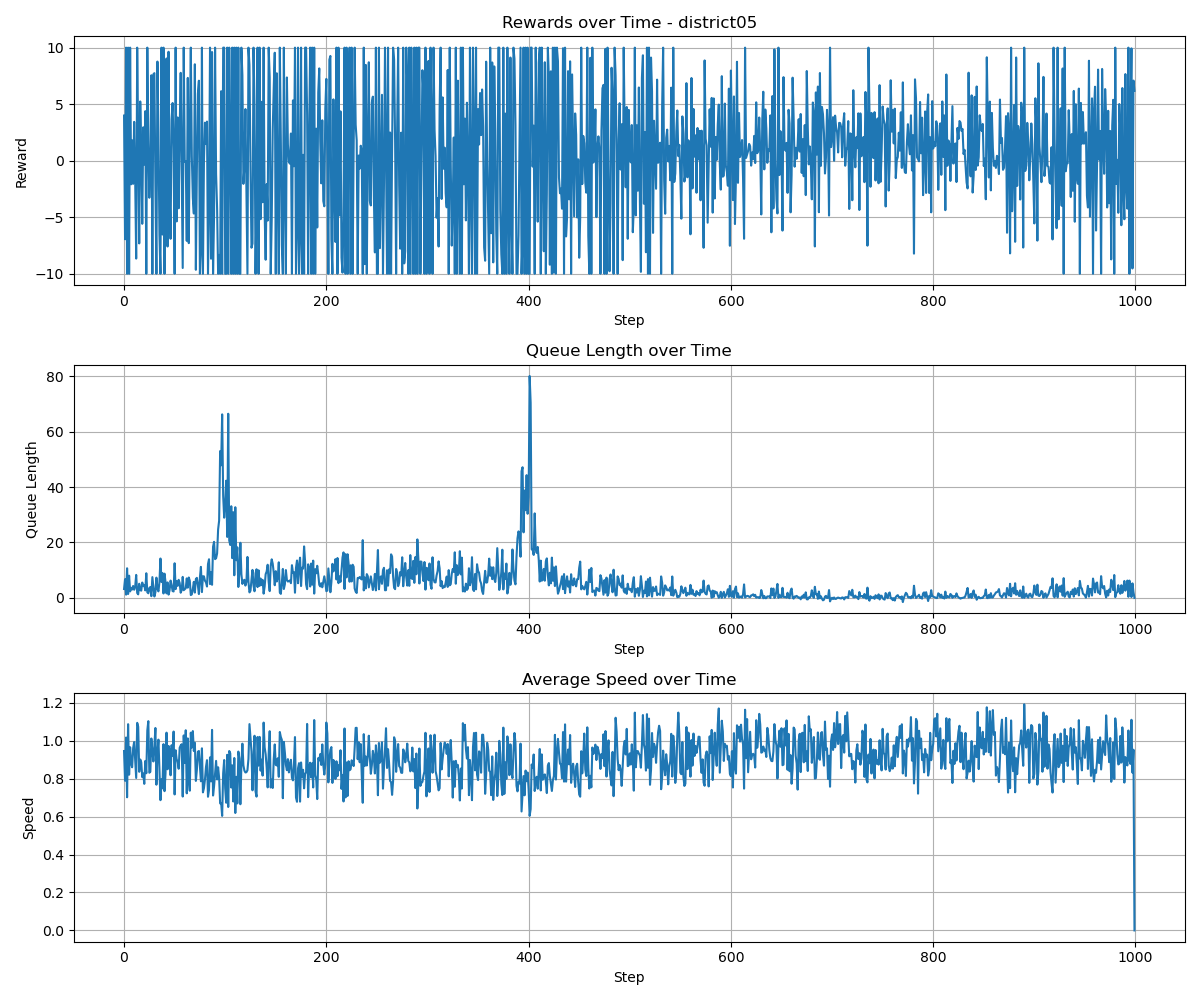 Rewards over Time - district05
10
5
0
−5
−10
Reward
0 200 400 600 800 1000
Step
Queue Length over Time
80
60
40
20
0
Queue Length
0 200 400 600 800 1000
Step
Average Speed over Time
1.2
1.0
0.8
0.6
0.4
0.2
0.0
Speed
0 200 400 600 800 1000
Step